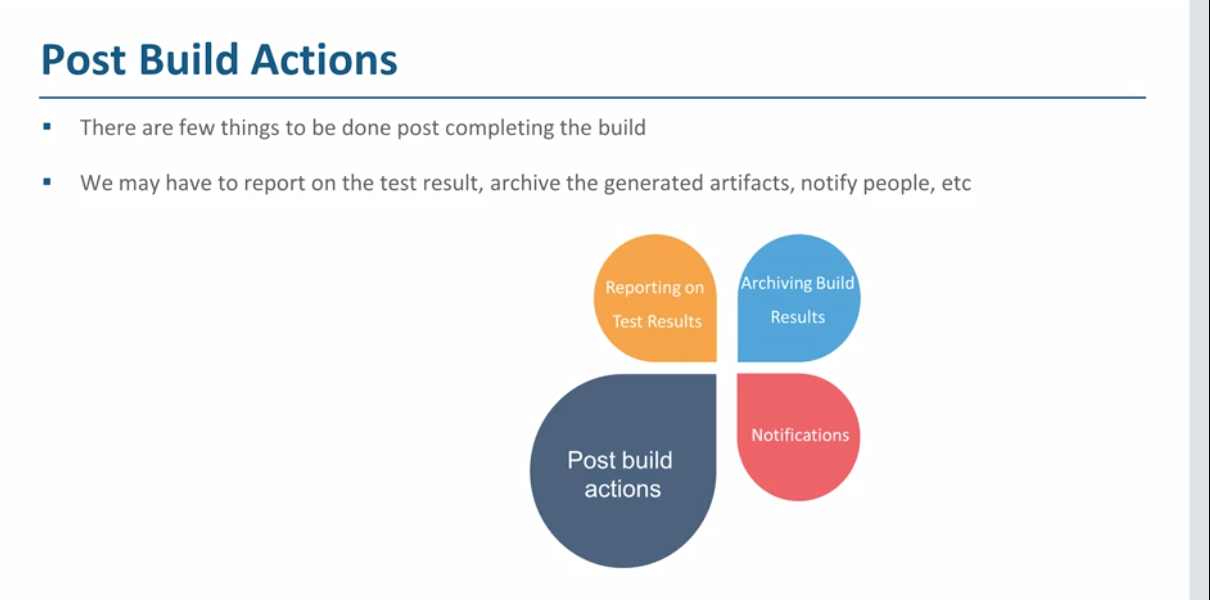 Post Build Actions
There are few things to be done post completing the build
We may have to report on the test result, archive the generated artifacts, notify people, etc
Reporting on
Test Results
Archiving Build
Results
Post build
actions
Notifications